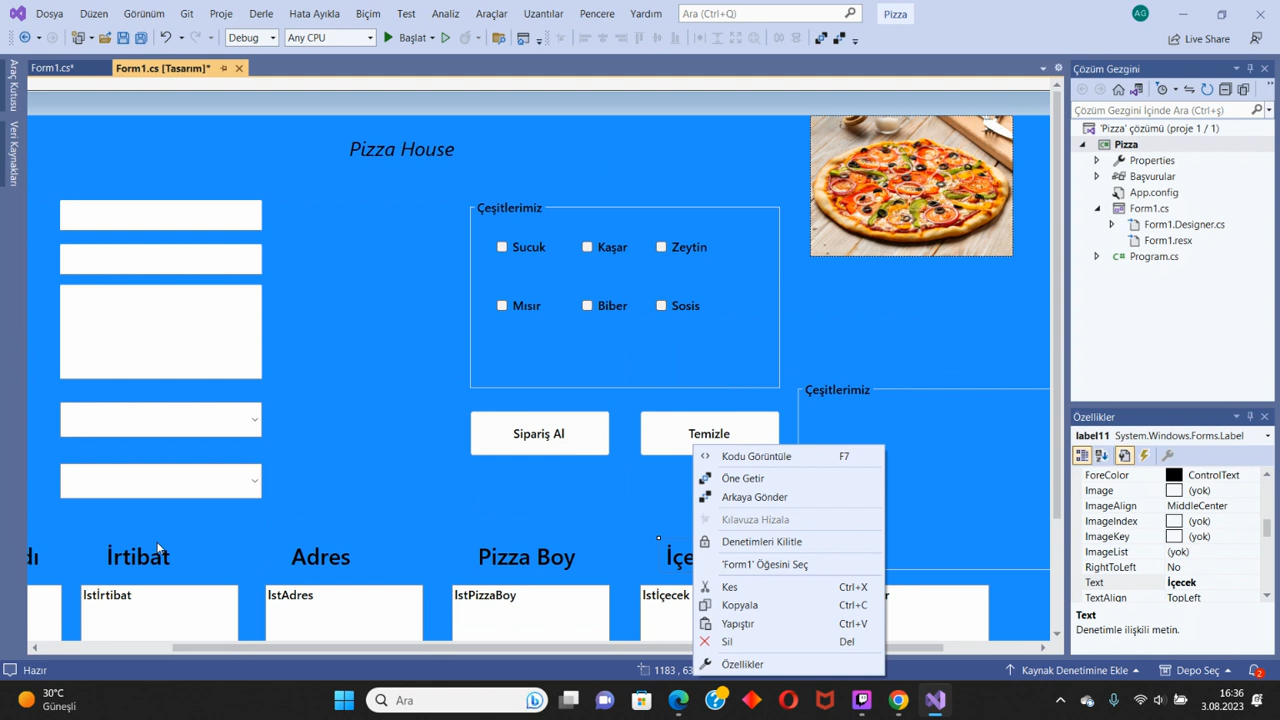 Dosya Düzen Görünüm Git Proje Derle Hata Ayıkla Biçim Test Analiz Araçlar Uzantılar Pencere Yardım Ara (Ctrl+Q) Pizza AG
Debug Any CPU Başlat Live Share
Form1.cs* Form1.cs [Tasarım]* Çözüm Gezgini
Araç Kutusu
Veri Kaynakları
Çözüm Gezgini İçinde Ara (Ctrl+ş)
'Pizza' çözümü (proje 1 / 1)
Pizza
Properties
Başvurular
App.config
Form1.cs
Form1.Designer.cs
Form1.resx
Program.cs
Pizza House
Çeşitlerimiz
Sucuk Kaşar Zeytin
Mısır Biber Sosis
Çeşitlerimiz
Sipariş Al Temizle
Kodu Görüntüle F7
Öne Getir
Arkaya Gönder
Kılavuza Hizala
Denetimleri Kilitle
'Form1' Öğesini Seç
Kes Ctrl+X
Kopyala Ctrl+C
Yapıştır Ctrl+V
Sil Del
Özellikler
dı İrtibat Adres Pizza Boy İçe
lstİrtibat lstAdres lstPizzaBoy lstİçecek r
Özellikler
label11 System.Windows.Forms.Label
ForeColor ControlText
Image (yok)
ImageAlign MiddleCenter
ImageIndex (yok)
ImageKey (yok)
ImageList (yok)
RightToLeft No
Text İçecek
TextAlign TopLeft
Text
Denetimle ilişkili metin.
Hazır 1183, 63 Kaynak Denetimine Ekle Depo Seç 2
30°C
Güneşli
Ara
16:36
3.08.2023